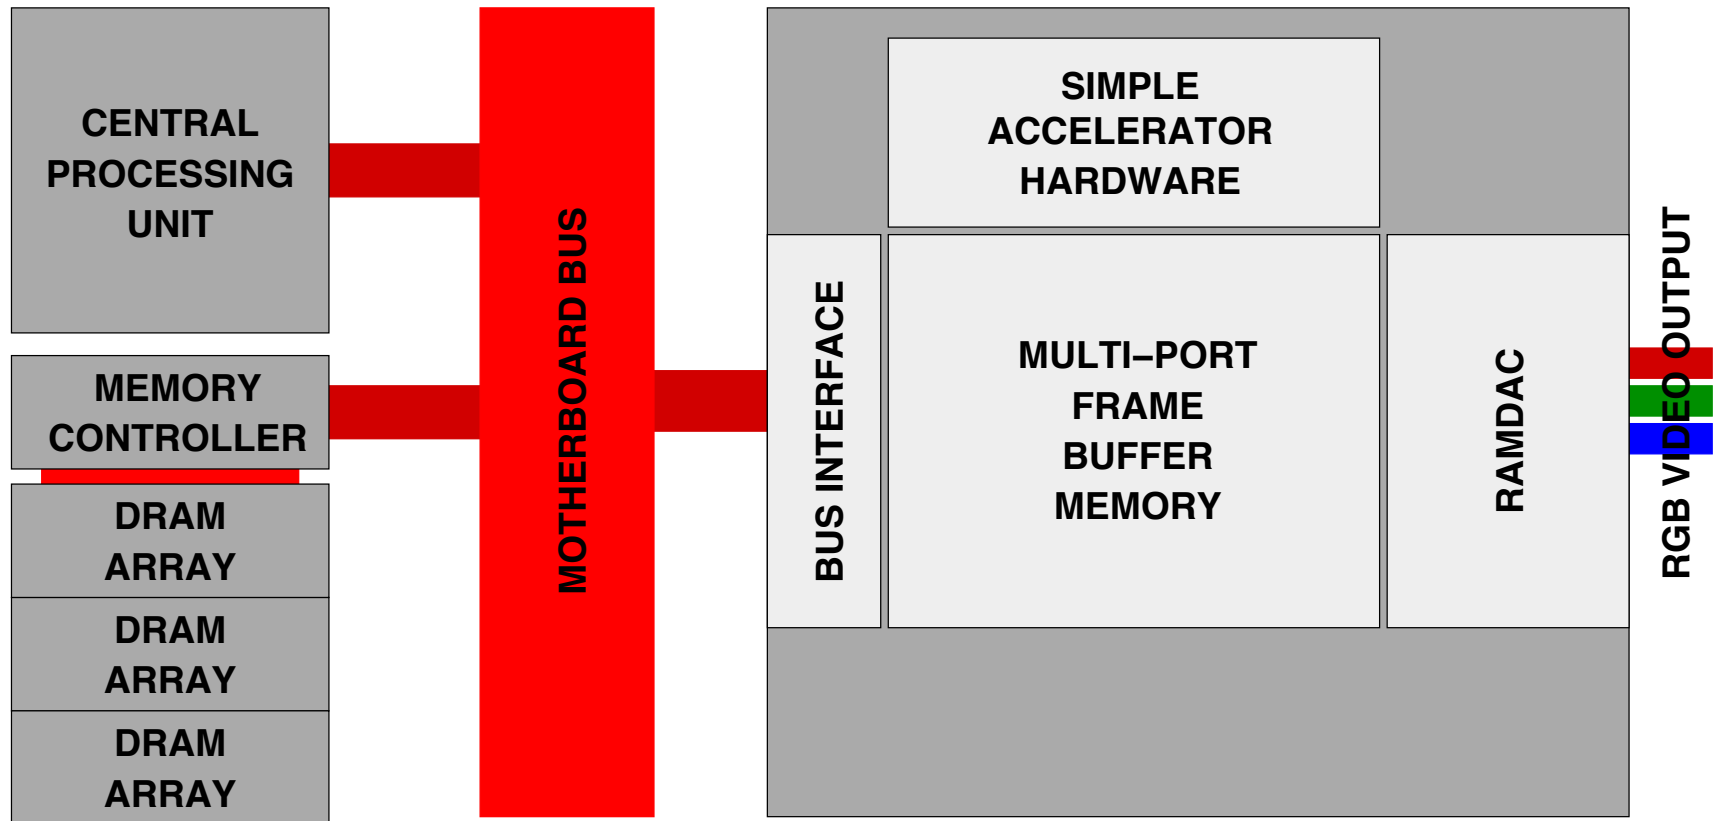 CENTRAL
PROCESSING
UNIT
MEMORY
CONTROLLER
DRAM
ARRAY
DRAM
ARRAY
DRAM
ARRAY
MOTHERBOARD BUS
SIMPLE
ACCELERATOR
HARDWARE
BUS INTERFACE
MULTI–PORT
FRAME
BUFFER
MEMORY
RAMDAC
RGB VIDEO OUTPUT